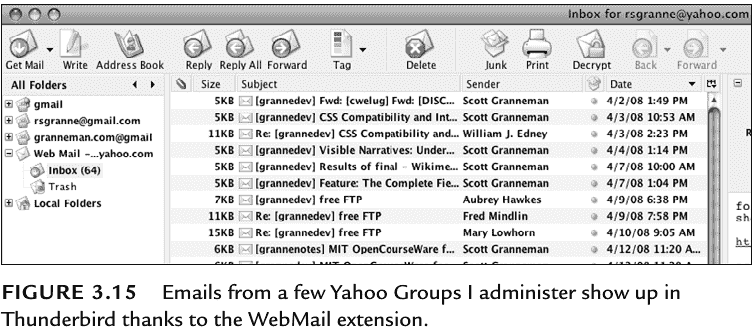 Inbox for rsgranne@yahoo.com
Get Mail Write Address Book Reply Reply All Forward Tag Delete Junk Print Decrypt Back Forward
All Folders Size Subject Sender Date
gmail
rsgranne@gmail.com
granneman.com@gmail
Web Mail -...yahoo.com
Inbox (64)
Trash
Local Folders
5KB [grannedev] Fwd: [cwelug] Fwd: [DISC... Scott Granneman 4/2/08 1:49 PM
5KB [grannedev] CSS Compatibility and Int... Scott Granneman 4/3/08 10:53 AM
11KB Re: [grannedev] CSS Compatibility and... William J. Edney 4/3/08 2:23 PM
5KB [grannedev] Visible Narratives: Under... Scott Granneman 4/4/08 1:14 PM
5KB [grannedev] Results of final – Wikime... Scott Granneman 4/7/08 10:00 AM
5KB [grannedev] Feature: The Complete Fie... Scott Granneman 4/7/08 1:04 PM
7KB [grannedev] free FTP Aubrey Hawkes 4/9/08 6:38 PM
11KB Re: [grannedev] free FTP Fred Mindlin 4/9/08 7:58 PM
15KB Re: [grannedev] free FTP Mary Lowhorn 4/10/08 9:05 AM
6KB [grannenotes] MIT OpenCourseWare f... Scott Granneman 4/12/08 11:20 A...
R
fo
sh
ht
FIGURE 3.15 Emails from a few Yahoo Groups I administer show up in
Thunderbird thanks to the WebMail extension.